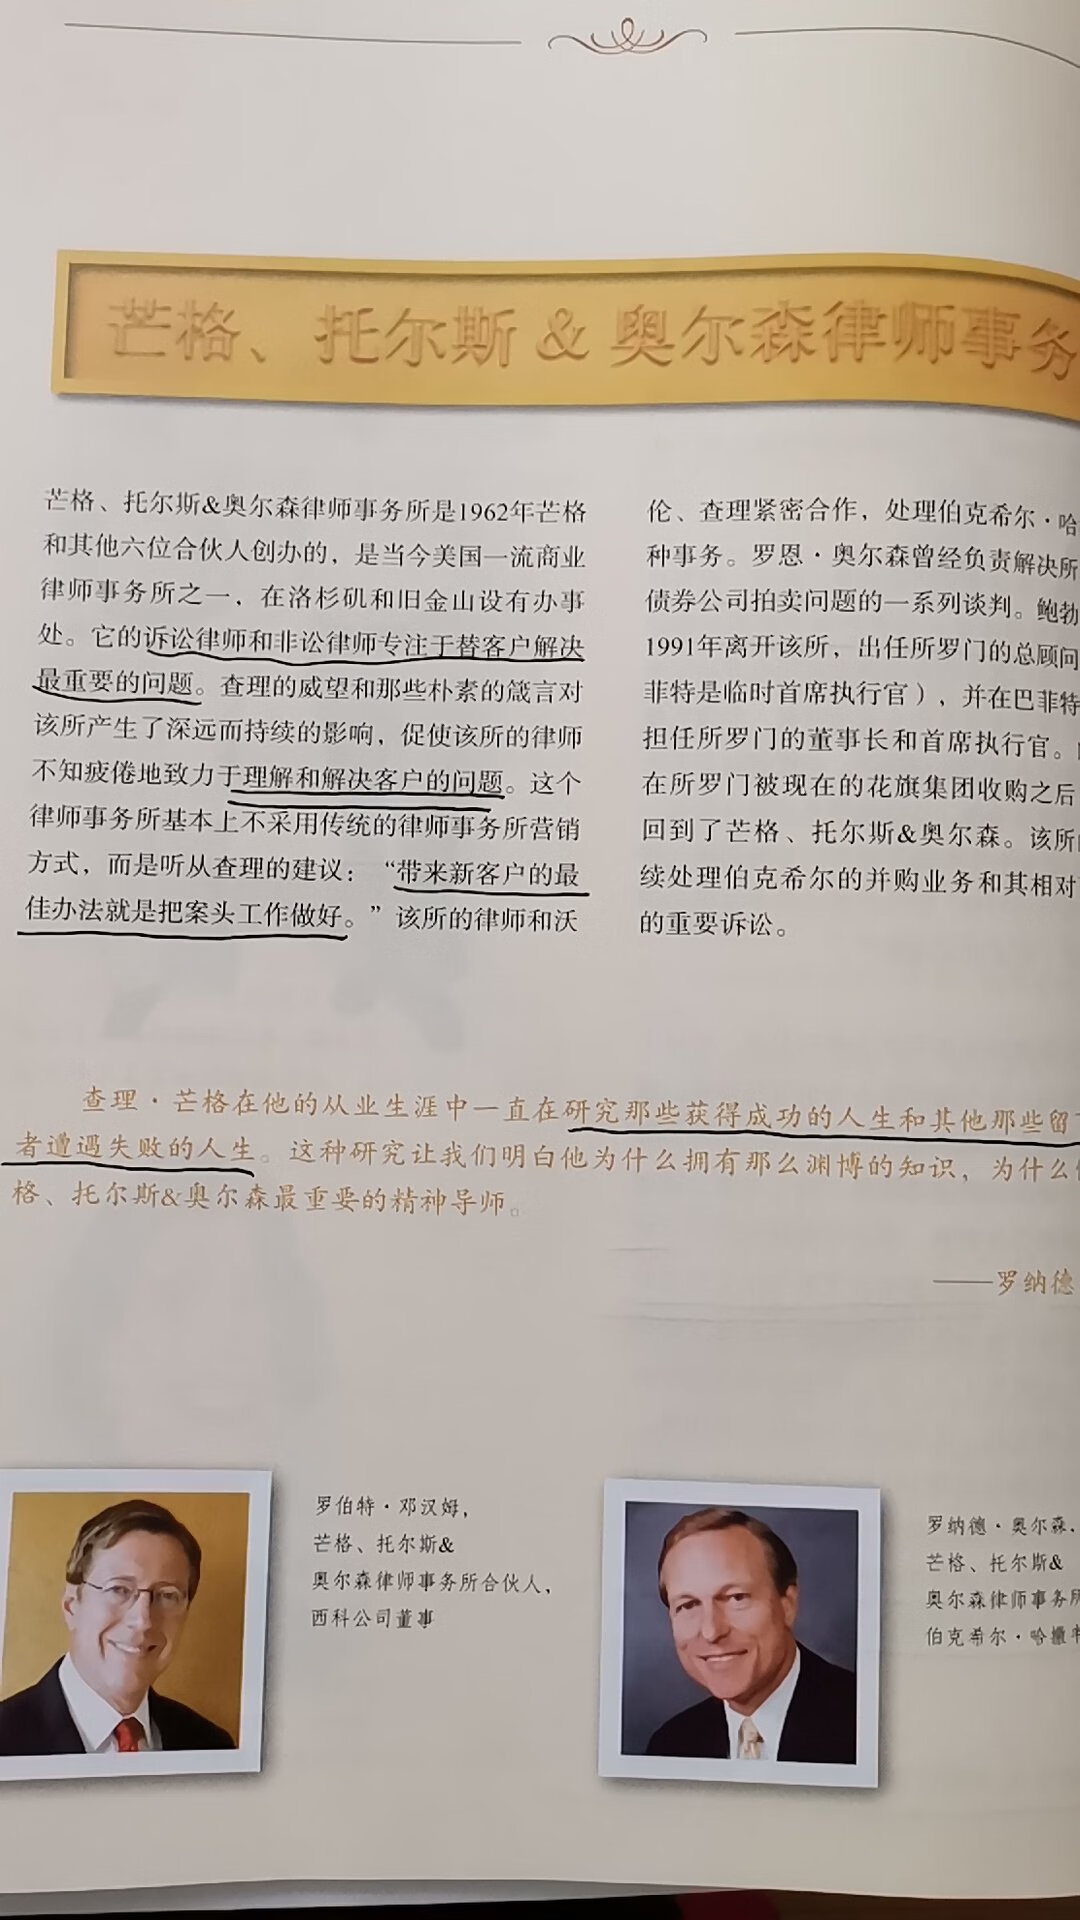 芒格、托尔斯 & 奥尔森律师事务
芒格、托尔斯&奥尔森律师事务所是1962年芒格
和其他六位合伙人创办的，是当今美国一流商业
律师事务所之一，在洛杉矶和旧金山设有办事
处。它的诉讼律师和非讼律师专注于替客户解决
最重要的问题。查理的威望和那些朴素的箴言对
该所产生了深远而持续的影响，促使该所的律师
不知疲倦地致力于理解和解决客户的问题。这个
律师事务所基本上不采用传统的律师事务所营销
方式，而是听从查理的建议：“带来新客户的最
佳办法就是把案头工作做好。”该所的律师和沃
伦、查理紧密合作，处理伯克希尔·哈
种事务。罗恩·奥尔森曾经负责解决所
债券公司拍卖问题的一系列谈判。鲍勃
1991年离开该所，出任所罗门的总顾问
菲特是临时首席执行官），并在巴菲特
担任所罗门的董事长和首席执行官。
在所罗门被现在的花旗集团收购之后
回到了芒格、托尔斯&奥尔森。该所
续处理伯克希尔的并购业务和其相对
的重要诉讼。
查理·芒格在他的从业生涯中一直在研究那些获得成功的人生和其他那些留
者遭遇失败的人生。这种研究让我们明白他为什么拥有那么渊博的知识，为什么
格、托尔斯&奥尔森最重要的精神导师。
——罗纳德
罗伯特·邓汉姆，
芒格、托尔斯&
奥尔森律师事务所合伙人，
西科公司董事
罗纳德·奥尔森，
芒格、托尔斯&
奥尔森律师事务所
伯克希尔·哈撒